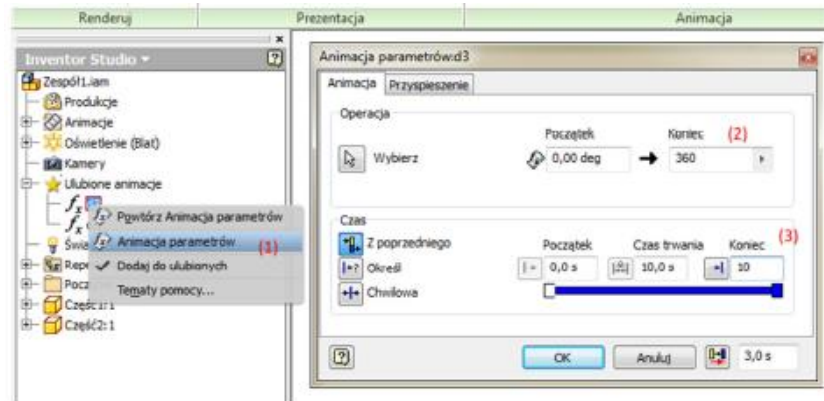 Renderuj
Prezentacja
Animacja
Inventor Studio
Zespół1.iam
Produkcje
Animacje
Oświetlenie (Blat)
Kamery
Ulubione animacje
Powtórz Animacja parametrów
Animacja parametrów (1)
Dodaj do ulubionych
Tematy pomocy...
Część1:1
Część2:1
Animacja parametrów:d3
Animacja Przyspieszenie
Operacja
Początek Koniec (2)
Wybierz 0,00 deg 360
Czas
(3)
Z poprzedniego Początek Czas trwania Koniec
Określ 0,0 s 10,0 s 10
Chwilowa
OK Anuluj 3,0 s